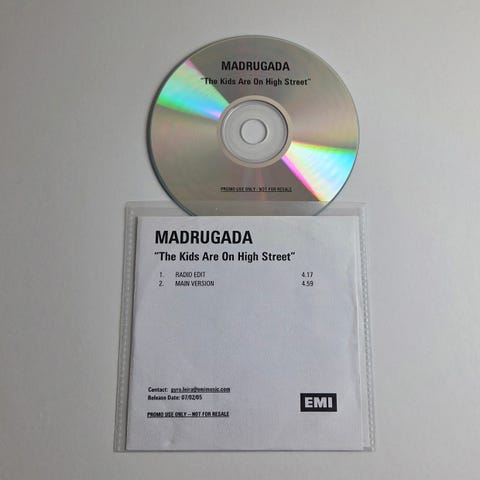 MADRUGADA
"The Kids Are On High Street"
PROMO USE ONLY - NOT FOR RESALE
MADRUGADA
"The Kids Are On High Street"
1. RADIO EDIT 4.17
2. MAIN VERSION 4.59
Contact: gyro.leira@emimusic.com
Release Date: 07/02/05
PROMO USE ONLY – NOT FOR RESALE
EMI